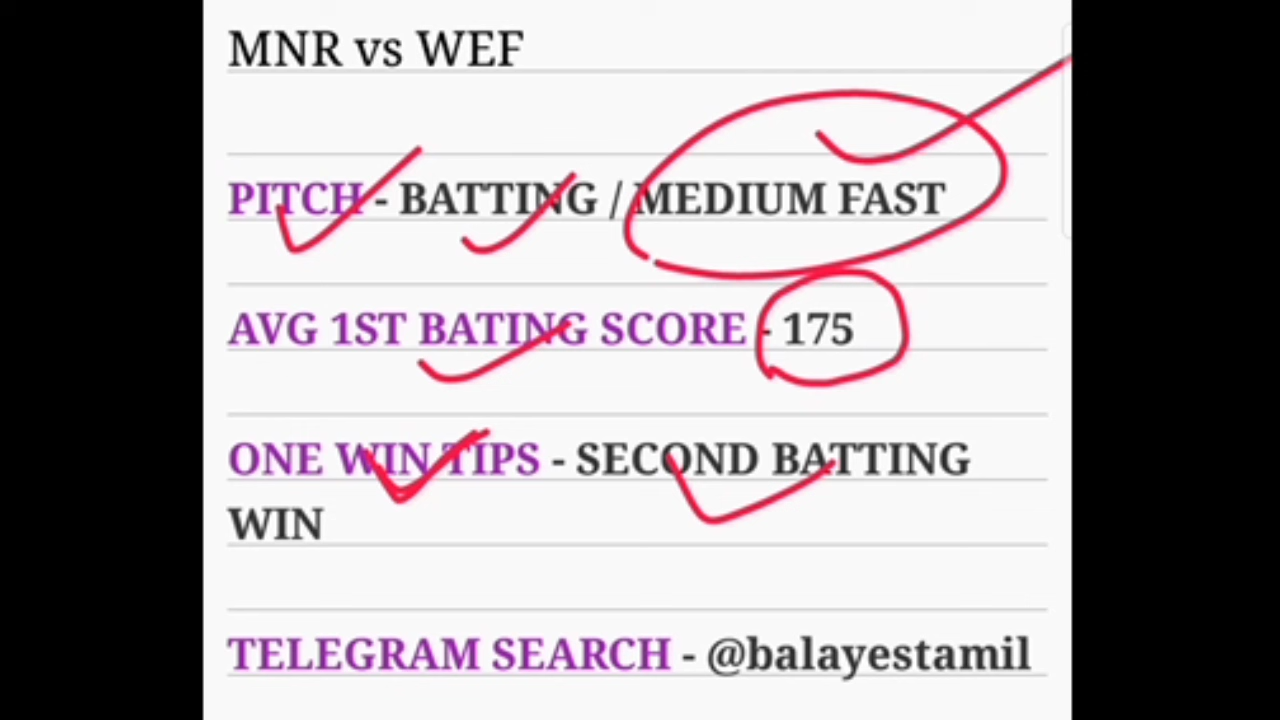 MNR vs WEF
PITCH - BATTING / MEDIUM FAST
AVG 1ST BATING SCORE - 175
ONE WIN TIPS - SECOND BATTING
WIN
TELEGRAM SEARCH - @balayestamil